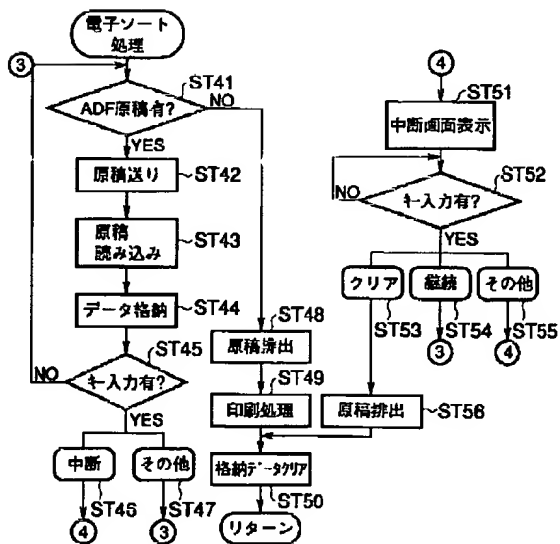 電子ソート
処理
③
ADF原稿有?
ST41
NO
YES
原稿送り
ST42
原稿
読み込み
ST43
データ格納
ST44
キー入力有?
ST45
NO
YES
中断
ST46
④
その他
ST47
③
原稿排出
ST48
印刷処理
ST49
格納データクリア
ST50
リターン
④
中断画面表示
ST51
キー入力有?
ST52
NO
YES
クリア
ST53
継続
ST54
③
その他
ST55
④
原稿排出
ST56